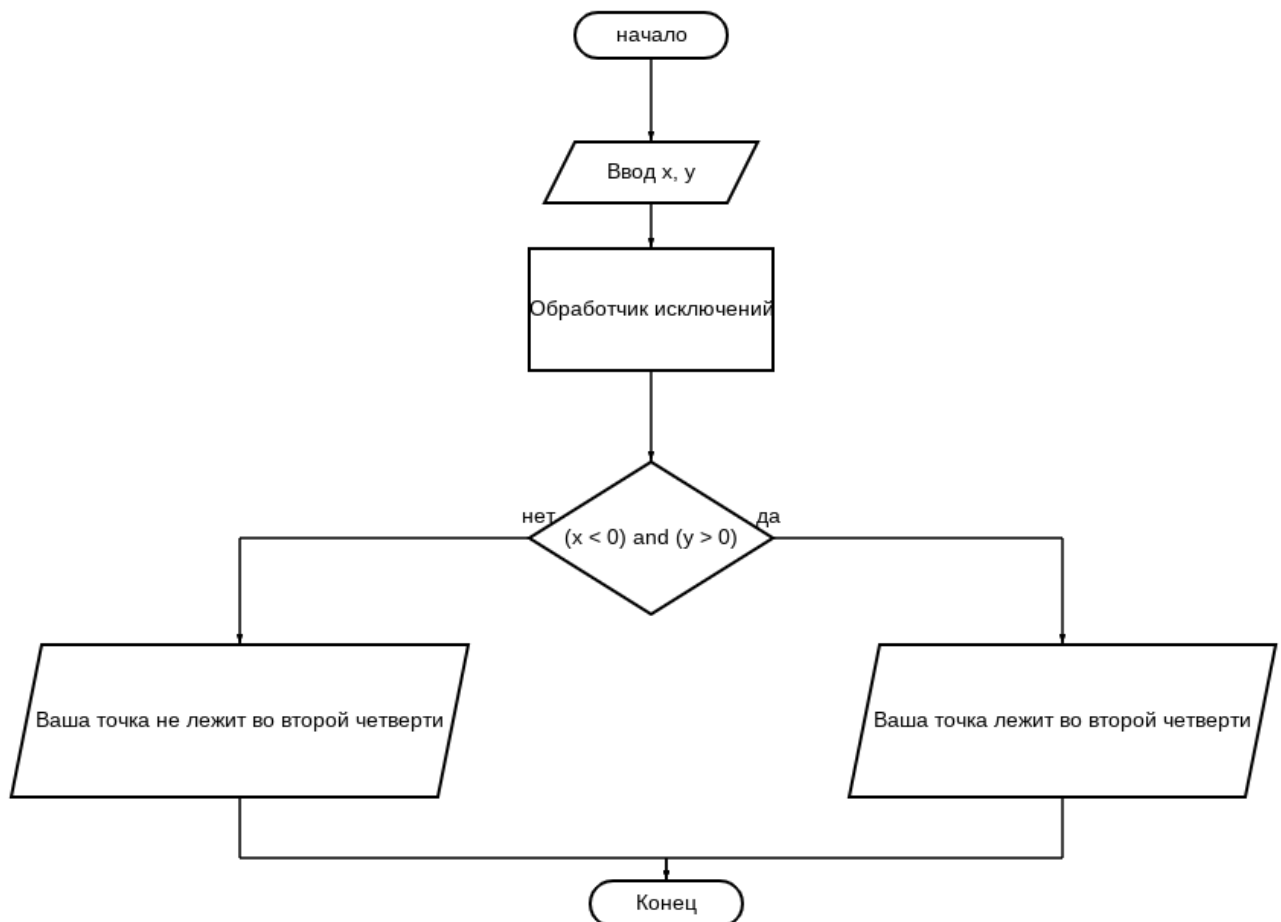 начало
Ввод x, y
Обработчик исключений
нет
да
(x < 0) and (y > 0)
Ваша точка не лежит во второй четверти
Ваша точка лежит во второй четверти
Конец